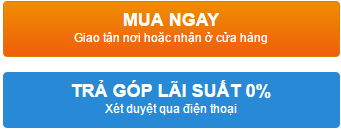 MUA NGAY
Giao tận nơi hoặc nhận ở cửa hàng
TRẢ GÓP LÃI SUẤT 0%
Xét duyệt qua điện thoại